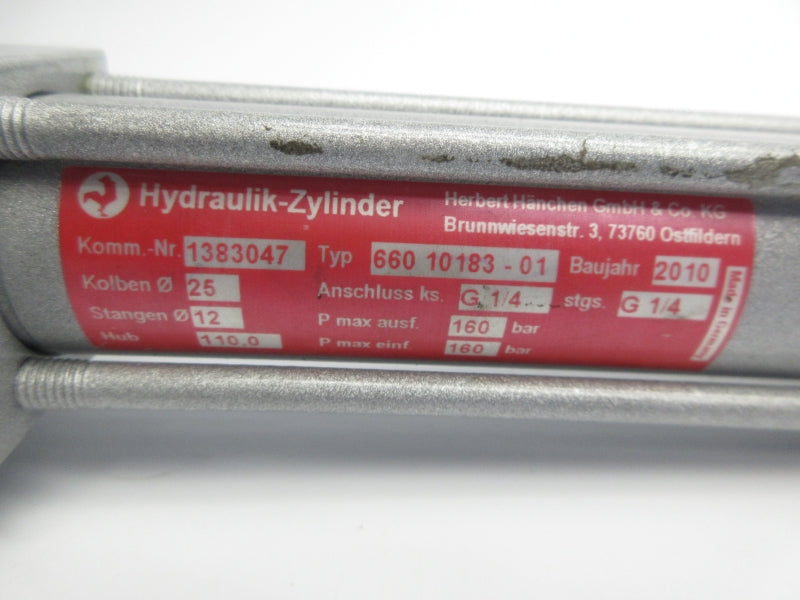 Hydraulik-Zylinder
Herbert Hänchen GmbH & Co. KG
Brunnwiesenstr. 3, 73760 Ostfildern
Komm.-Nr. 1383047 Typ 660 10183 - 01 Baujahr 2010
Kolben Ø 25 Anschluss ks. G 1/4 stgs. G 1/4
Stangen Ø 12 P max ausf. 160 bar
Hub 110.0 P max einf. 160 bar
Made in Germany